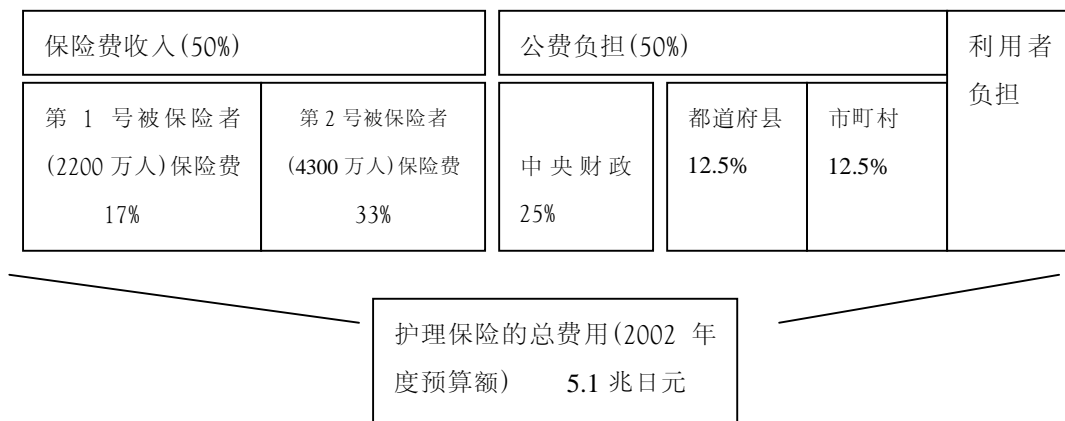 保险费收入(50%)
公费负担(50%)
利用者
负担
第 1 号被保险者
(2200 万人)保险费
17%
第 2 号被保险者
(4300 万人)保险费
33%
中央财政
25%
都道府县
12.5%
市町村
12.5%
护理保险的总费用(2002 年
度预算额) 5.1 兆日元